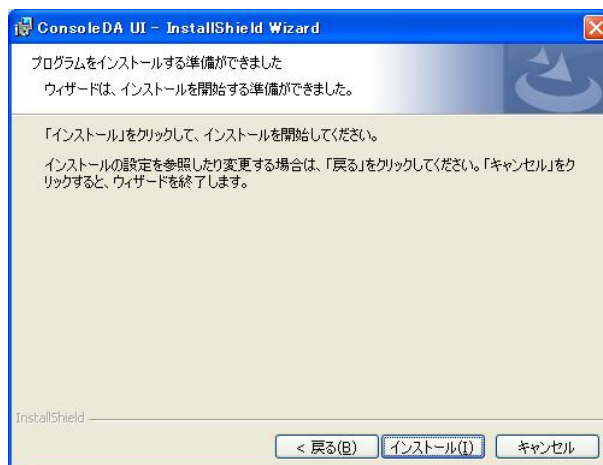 ConsoleDA UI - InstallShield Wizard
プログラムをインストールする準備ができました
ウィザードは、インストールを開始する準備ができました。
「インストール」をクリックして、インストールを開始してください。
インストールの設定を参照したり変更する場合は、「戻る」をクリックしてください。「キャンセル」をク
リックすると、ウィザードを終了します。
InstallShield
< 戻る(B) インストール(I) キャンセル